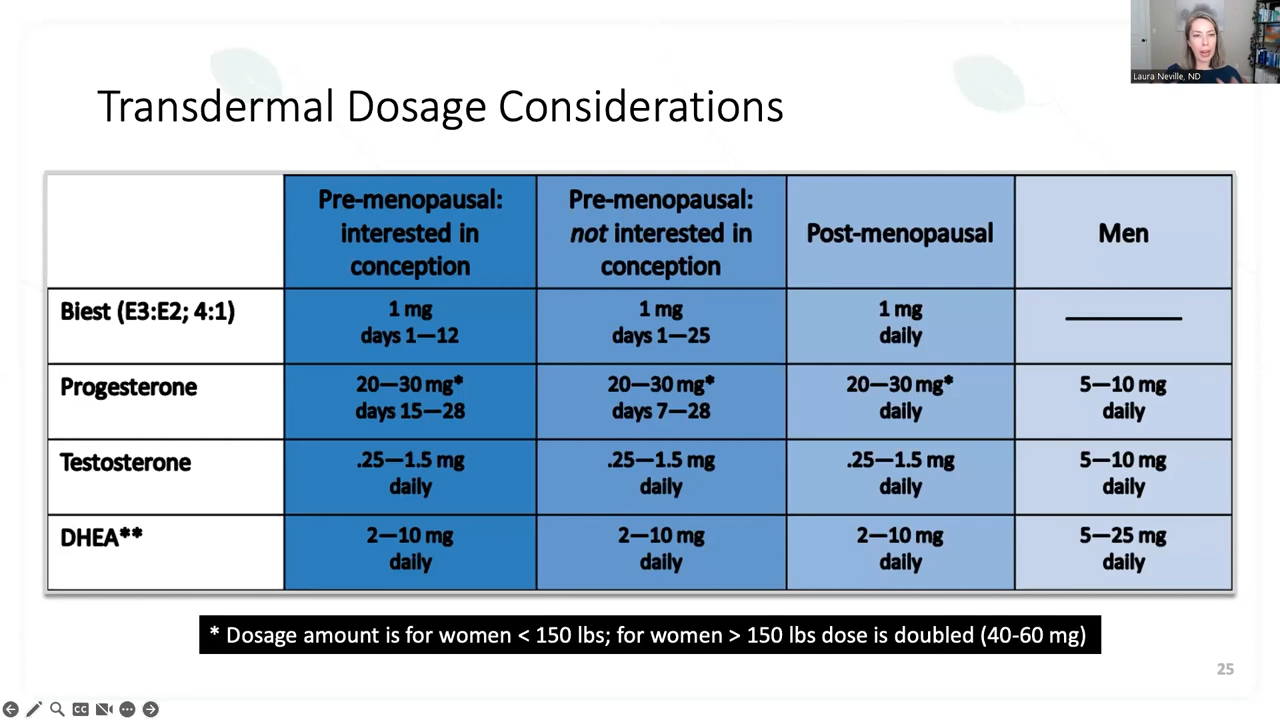 Laura Neville, ND
Transdermal Dosage Considerations
Pre-menopausal:
interested in
conception
Pre-menopausal:
not interested in
conception
Post-menopausal
Men
Biest (E3:E2; 4:1)
1 mg
days 1—12
1 mg
days 1—25
1 mg
daily
Progesterone
20—30 mg*
days 15—28
20—30 mg*
days 7—28
20—30 mg*
daily
5—10 mg
daily
Testosterone
.25—1.5 mg
daily
.25—1.5 mg
daily
.25—1.5 mg
daily
5—10 mg
daily
DHEA**
2—10 mg
daily
2—10 mg
daily
2—10 mg
daily
5—25 mg
daily
* Dosage amount is for women < 150 lbs; for women > 150 lbs dose is doubled (40-60 mg)
25
CC